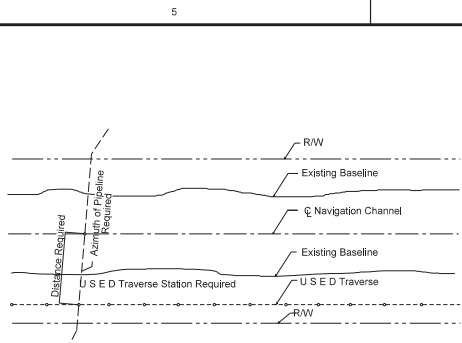 5
R/W
Existing Baseline
Azimuth of Pipeline
Required
℄ Navigation Channel
Distance Required
Existing Baseline
U S E D Traverse Station Required
U S E D Traverse
R/W